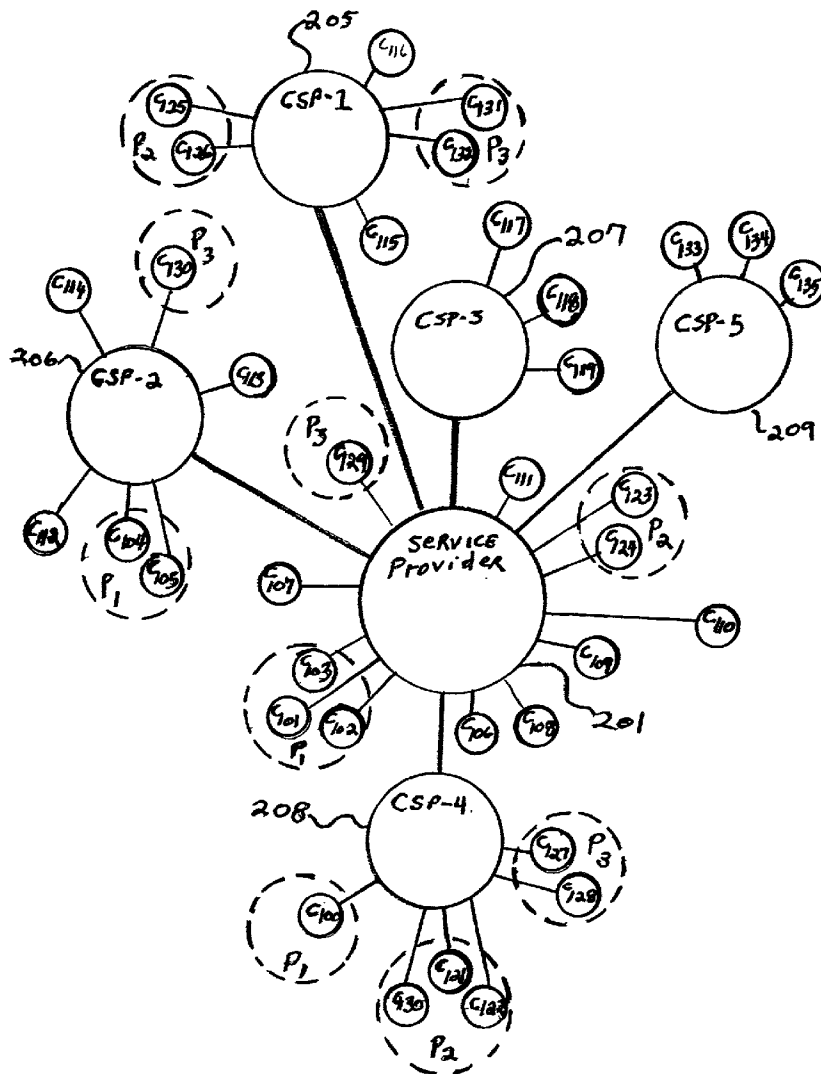 205
C116
CSP-1
C125
C126
P2
C131
C132
P3
C115
C117
207
C133
C134
C135
P3
C130
C114
CSP-3
C118
C119
CSP-5
209
206
CSP-2
C113
P3
C129
C111
C123
C124
P2
C112
C104
C105
P1
SERVICE
Provider
C107
C110
C109
C103
C101
C102
P1
C106
C108
201
208
CSP-4
C127
C128
P3
C100
P1
C121
C130
C122
P2